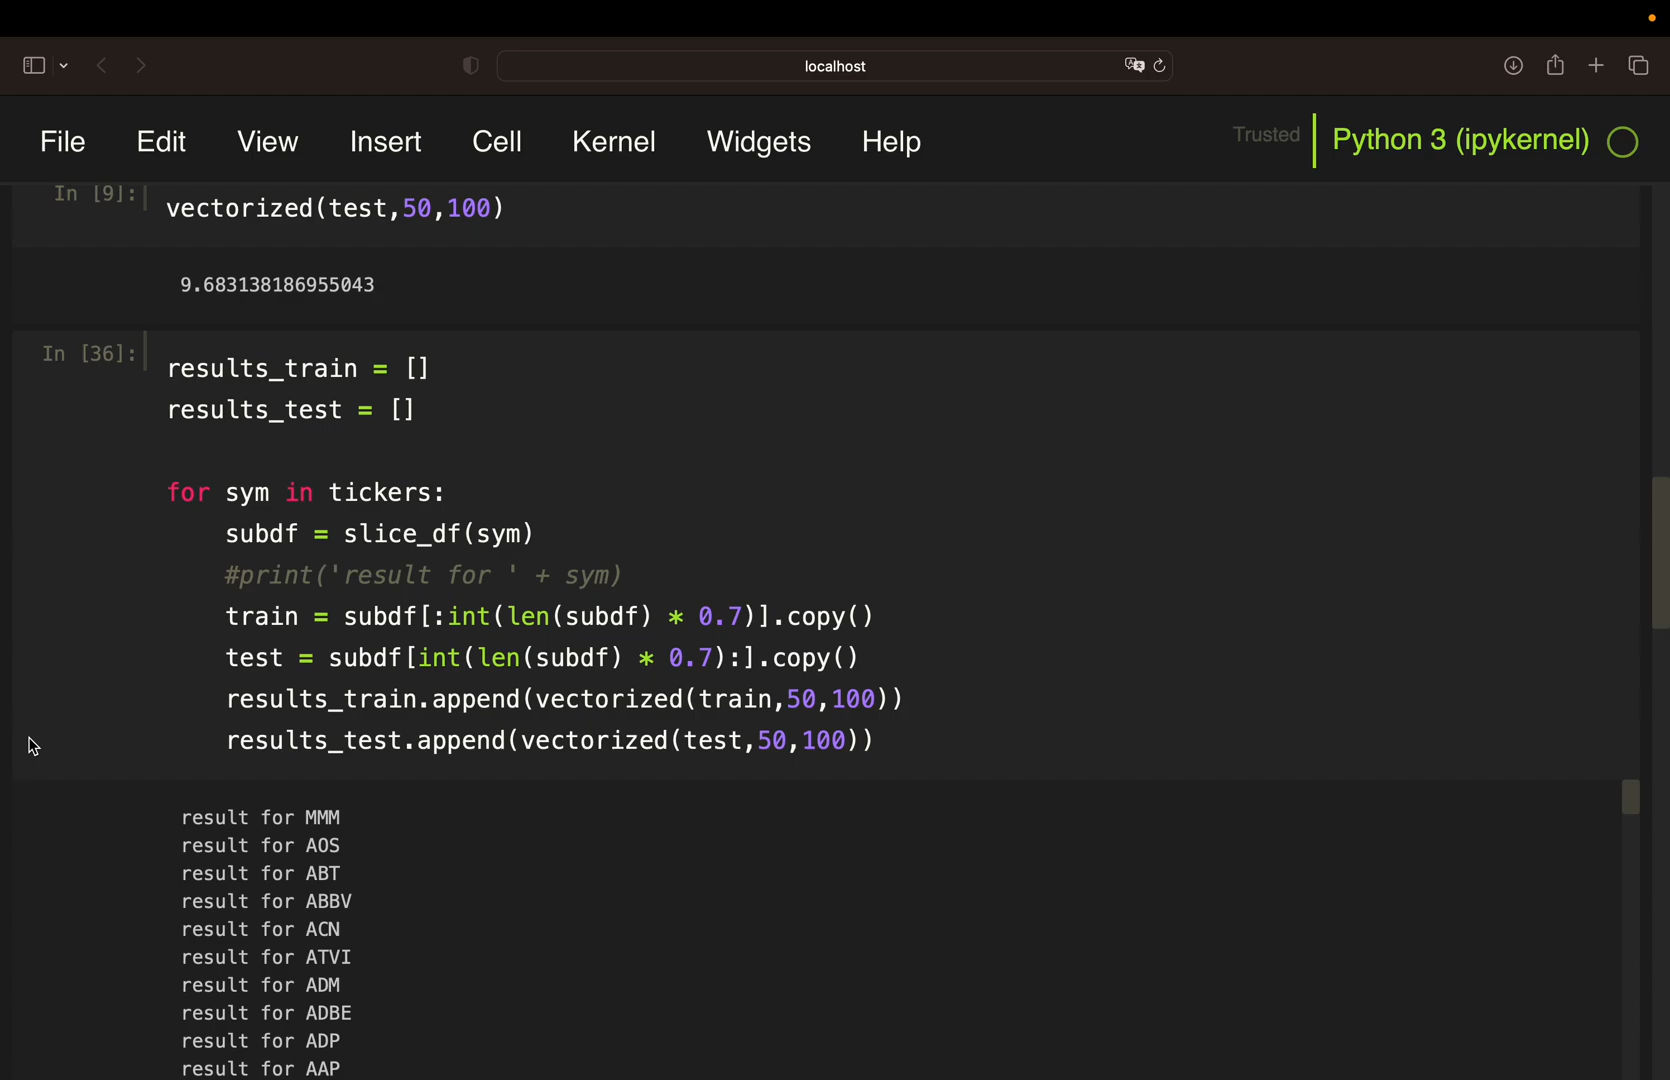 localhost
File Edit View Insert Cell Kernel Widgets Help Trusted Python 3 (ipykernel)
In [9]: vectorized(test,50,100)
9.683138186955043
In [36]: results_train = []
results_test = []
for sym in tickers:
subdf = slice_df(sym)
#print('result for ' + sym)
train = subdf[:int(len(subdf) * 0.7)].copy()
test = subdf[int(len(subdf) * 0.7):].copy()
results_train.append(vectorized(train,50,100))
results_test.append(vectorized(test,50,100))
result for MMM
result for AOS
result for ABT
result for ABBV
result for ACN
result for ATVI
result for ADM
result for ADBE
result for ADP
result for AAP